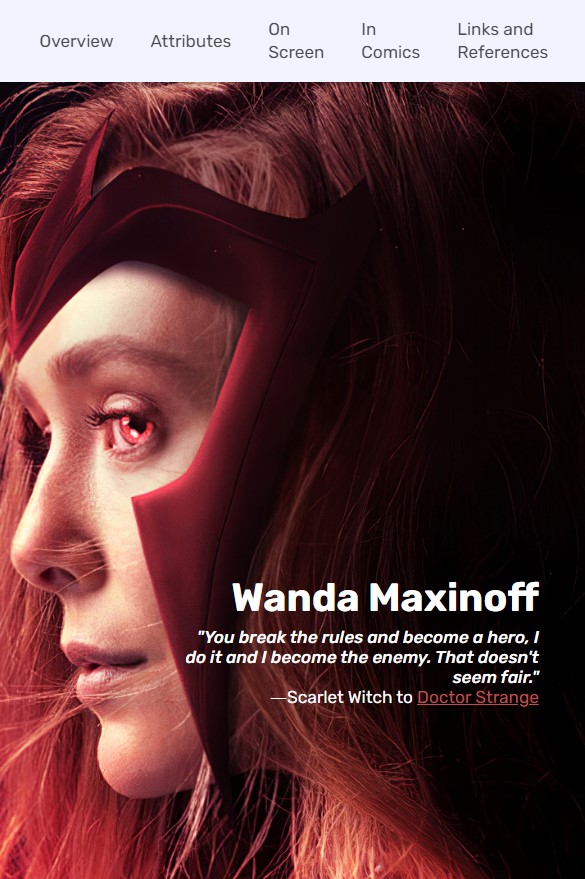 Overview Attributes On Screen In Comics Links and References
Wanda Maxinoff
"You break the rules and become a hero, I
do it and I become the enemy. That doesn't
seem fair."
—Scarlet Witch to Doctor Strange